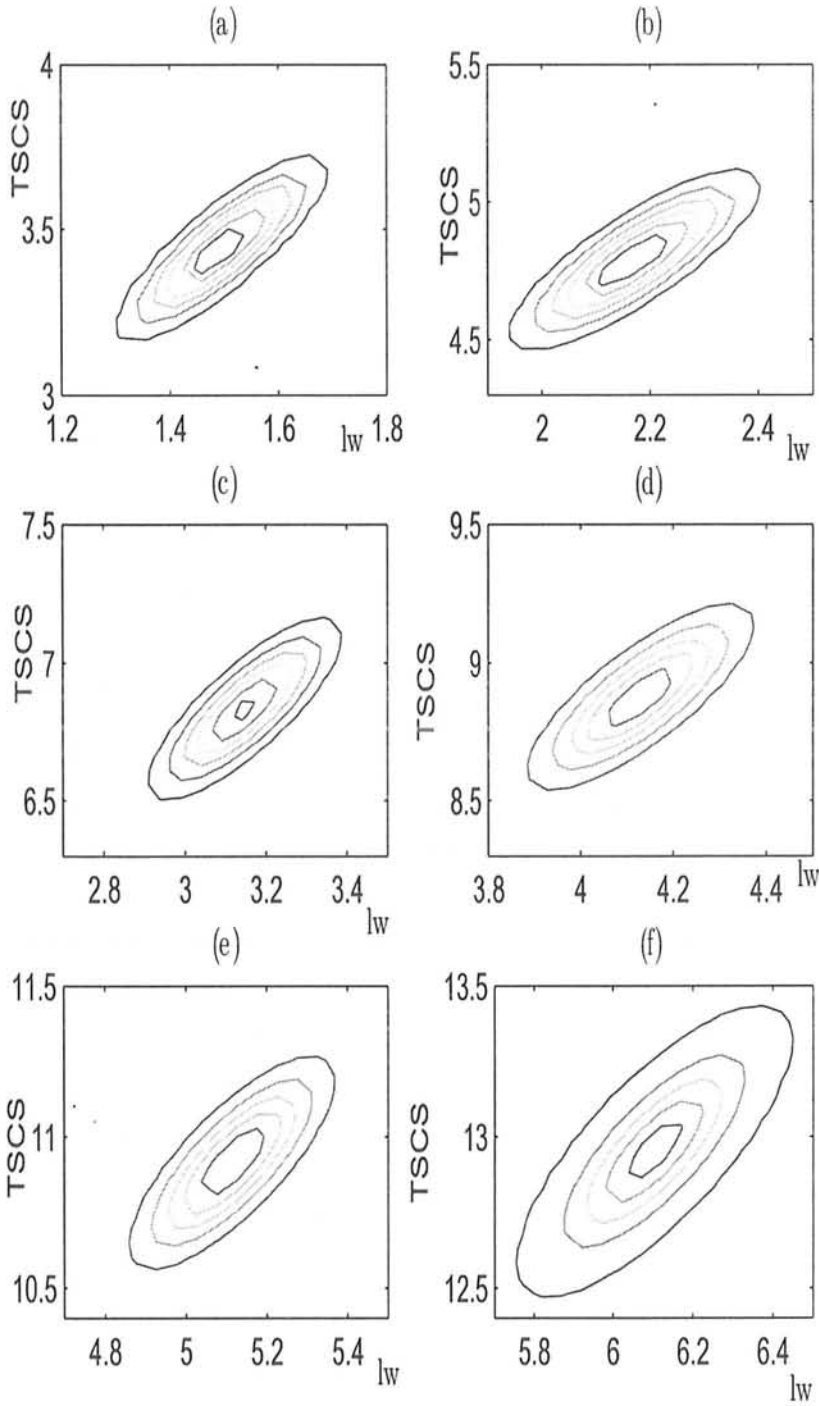 (a)
4
3.5
3
TSCS
1.2 1.4 1.6 1.8
lw
(b)
5.5
5
4.5
TSCS
2 2.2 2.4
lw
(c)
7.5
7
6.5
TSCS
2.8 3 3.2 3.4
lw
(d)
9.5
9
8.5
TSCS
3.8 4 4.2 4.4
lw
(e)
11.5
11
10.5
TSCS
4.8 5 5.2 5.4
lw
(f)
13.5
13
12.5
TSCS
5.8 6 6.2 6.4
lw